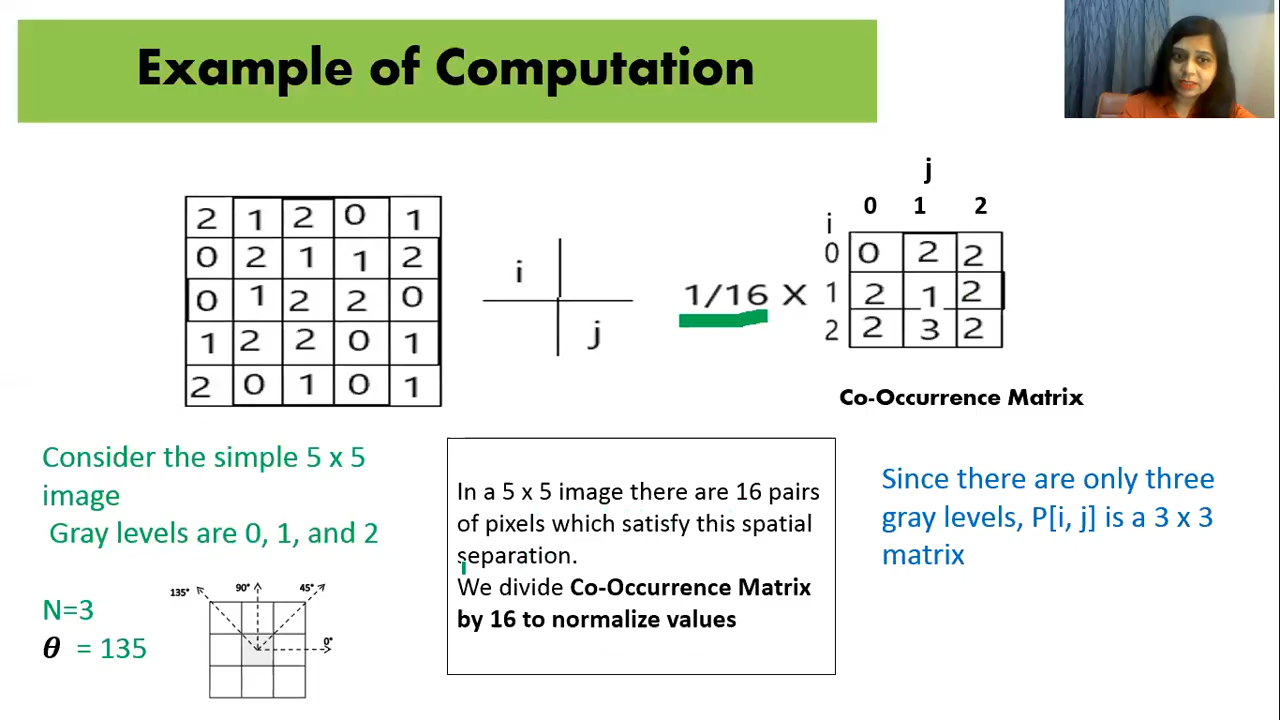 Example of Computation
2 1 2 0 1
0 2 1 1 2
0 1 2 2 0
1 2 2 0 1
2 0 1 0 1
i
j
1/16 X
j
0 1 2
i
0 0 2 2
1 2 1 2
2 2 3 2
Co-Occurrence Matrix
Consider the simple 5 x 5
image
Gray levels are 0, 1, and 2
N=3
θ = 135
135°
90°
45°
0°
In a 5 x 5 image there are 16 pairs
of pixels which satisfy this spatial
separation.
We divide Co-Occurrence Matrix
by 16 to normalize values
Since there are only three
gray levels, P[i, j] is a 3 x 3
matrix